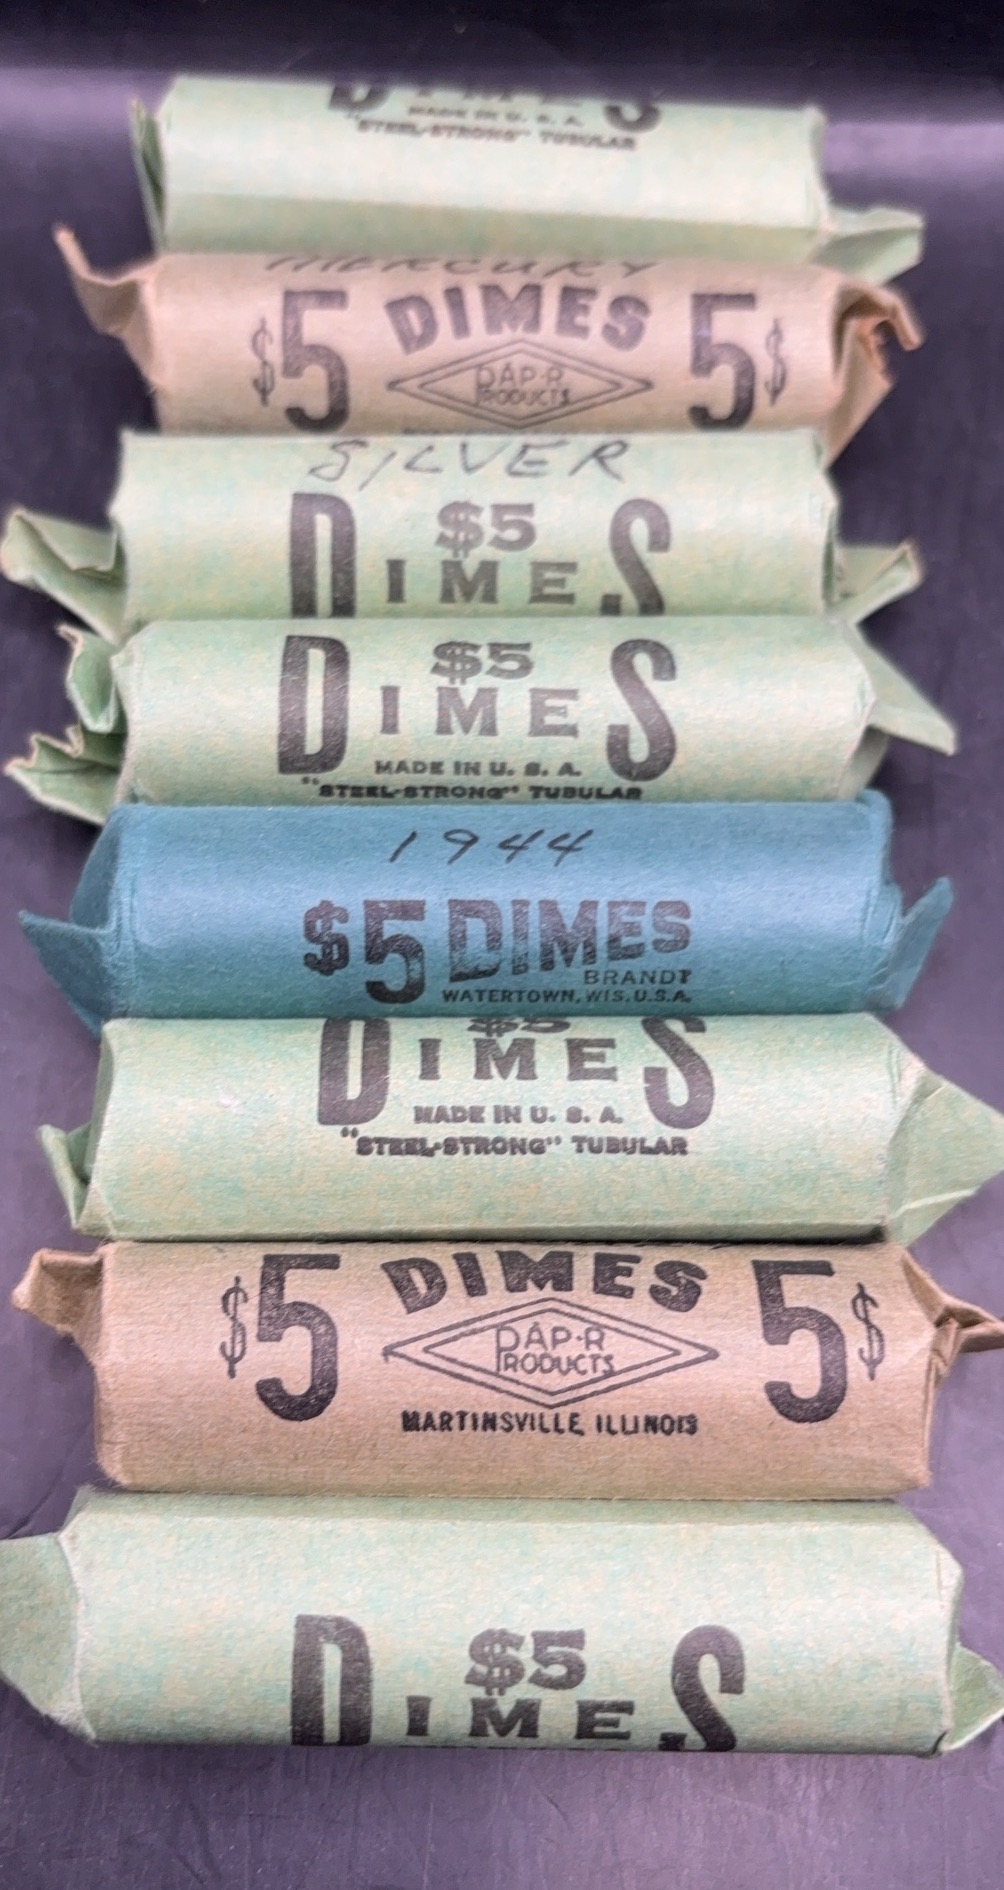 DIMES
MADE IN U. S. A.
"STEEL-STRONG" TUBULAR
MERCURY
$5 DIMES 5$
PAP-R
PRODUCTS
SILVER
$5
DIMES
$5
DIMES
MADE IN U. S. A.
"STEEL-STRONG" TUBULAR
1944
$5 DIMES
BRANDT
WATERTOWN, WIS. U.S.A.
$5
DIMES
MADE IN U. S. A.
"STEEL-STRONG" TUBULAR
$5 DIMES 5$
PAP-R
PRODUCTS
MARTINSVILLE, ILLINOIS
$5
DIMES